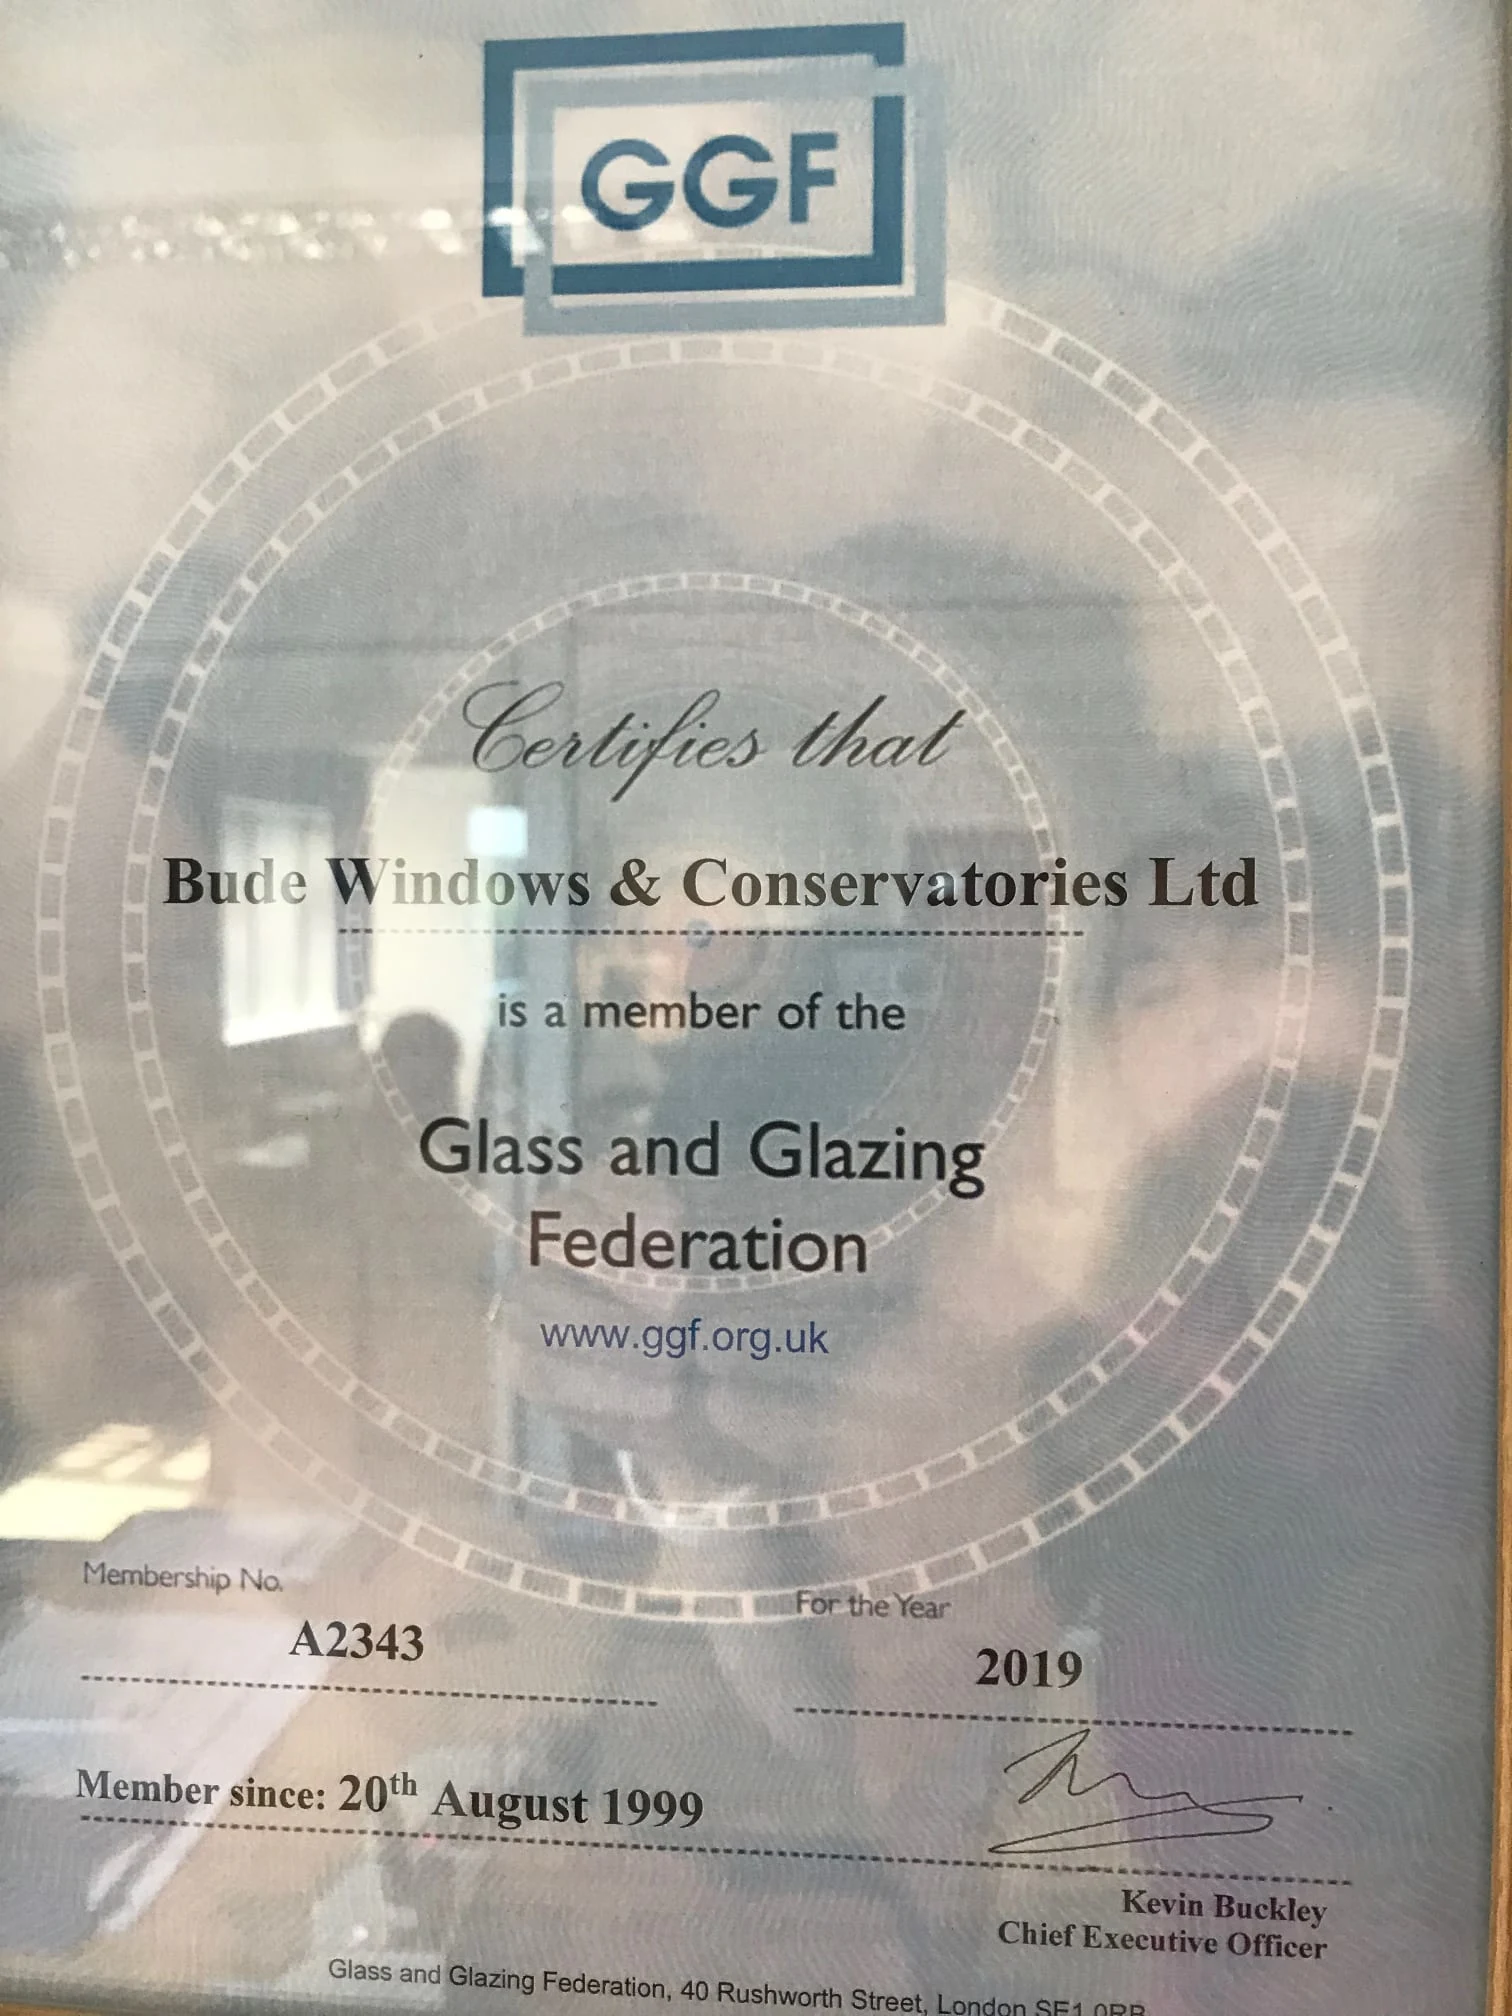 GGF
Certifies that
Bude Windows & Conservatories Ltd
is a member of the
Glass and Glazing
Federation
www.ggf.org.uk
Membership No.
A2343
For the Year
2019
Member since: 20th August 1999
Kevin Buckley
Chief Executive Officer
Glass and Glazing Federation, 40 Rushworth Street, London SE1